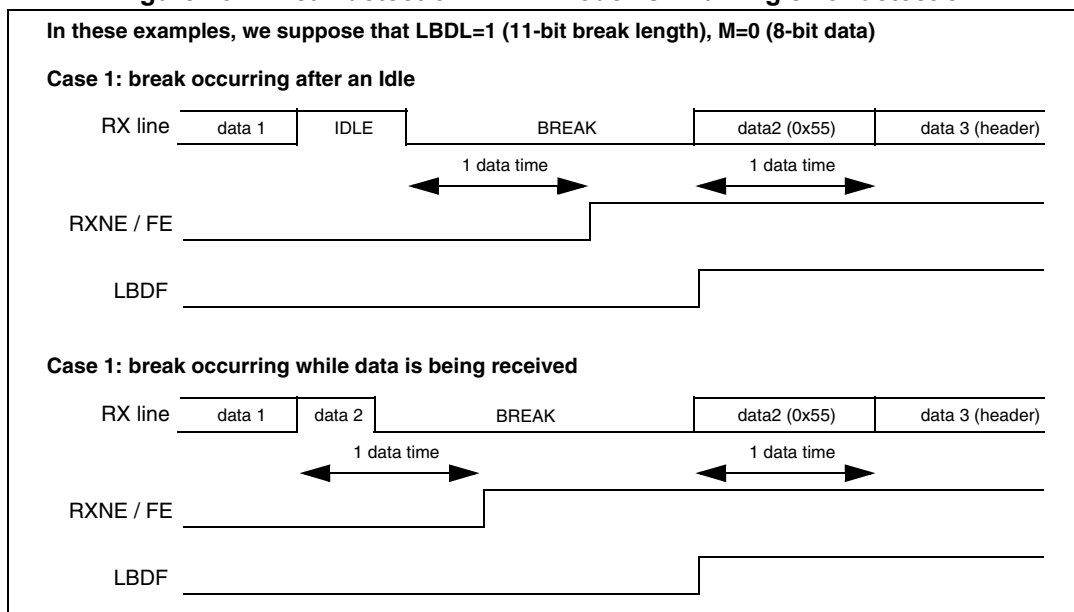 In these examples, we suppose that LBDL=1 (11-bit break length), M=0 (8-bit data)
Case 1: break occurring after an Idle
RX line data 1 IDLE BREAK data2 (0x55) data 3 (header)
1 data time 1 data time
RXNE / FE
LBDF
Case 1: break occurring while data is being received
RX line data 1 data 2 BREAK data2 (0x55) data 3 (header)
1 data time 1 data time
RXNE / FE
LBDF